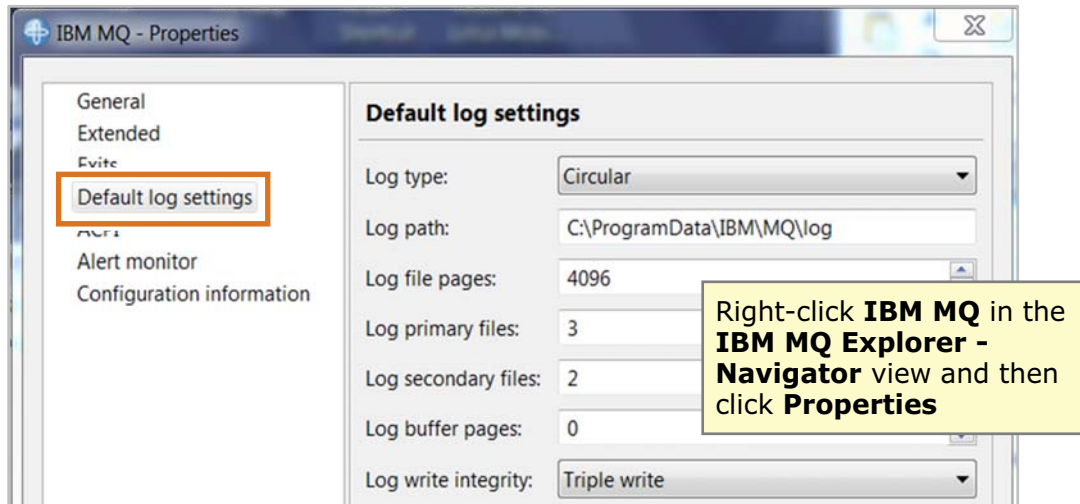 IBM MQ - Properties
General
Extended
Exits
Default log settings
ACPI
Alert monitor
Configuration information
Default log settings
Log type:
Circular
Log path:
C:\ProgramData\IBM\MQ\log
Log file pages:
4096
Log primary files:
3
Log secondary files:
2
Log buffer pages:
0
Log write integrity:
Triple write
Right-click IBM MQ in the
IBM MQ Explorer -
Navigator view and then
click Properties